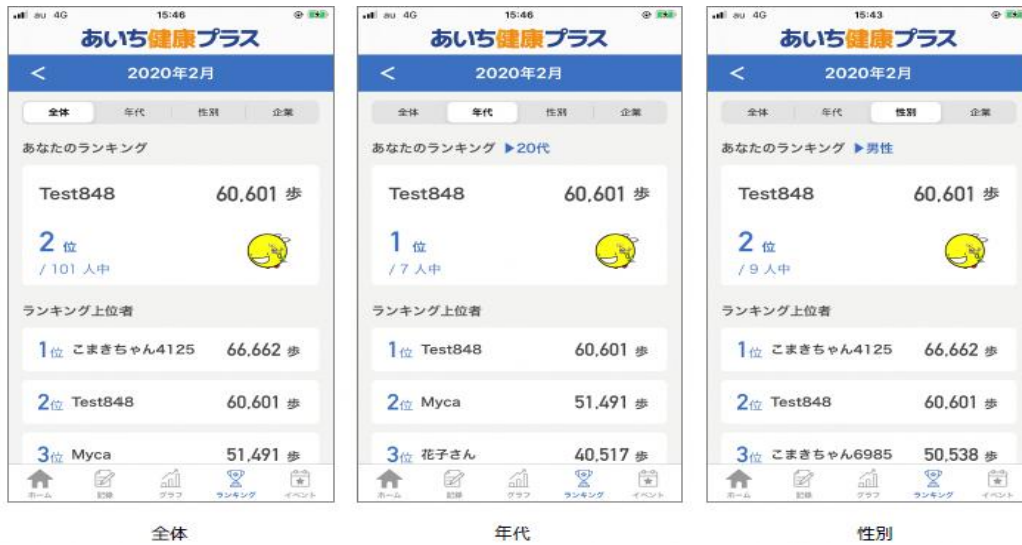 au 4G 15:46
あいち健康プラス
< 2020年2月
全体 年代 性別 企業
あなたのランキング
Test848 60,601 歩
2 位
/ 101 人中
ランキング上位者
1位 こまきちゃん4125 66,662 歩
2位 Test848 60,601 歩
3位 Myca 51,491 歩
ホーム 記録 グラフ ランキング イベント
全体
au 4G 15:46
あいち健康プラス
< 2020年2月
全体 年代 性別 企業
あなたのランキング ▶20代
Test848 60,601 歩
1 位
/ 7 人中
ランキング上位者
1位 Test848 60,601 歩
2位 Myca 51,491 歩
3位 花子さん 40,517 歩
ホーム 記録 グラフ ランキング イベント
年代
au 4G 15:43
あいち健康プラス
< 2020年2月
全体 年代 性別 企業
あなたのランキング ▶男性
Test848 60,601 歩
2 位
/ 9 人中
ランキング上位者
1位 こまきちゃん4125 66,662 歩
2位 Test848 60,601 歩
3位 こまきちゃん6985 50,538 歩
ホーム 記録 グラフ ランキング イベント
性別